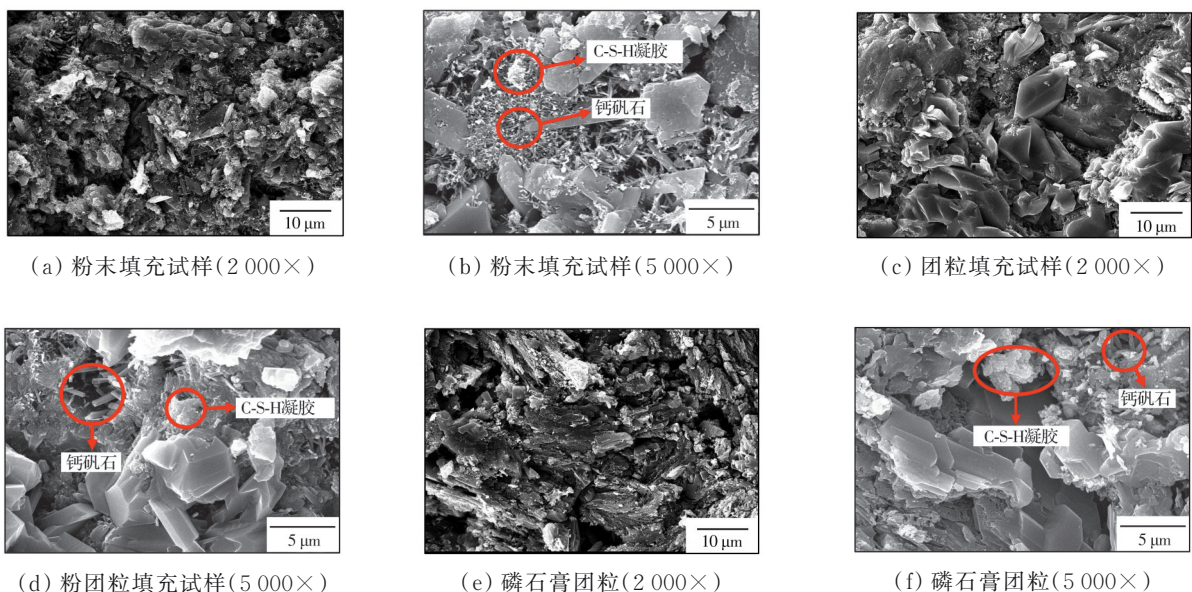 C-S-H凝胶
钙矾石
10 μm
5 μm
10 μm
(a) 粉末填充试样(2 000×)
(b) 粉末填充试样(5 000×)
(c) 团粒填充试样(2 000×)
C-S-H凝胶
钙矾石
钙矾石
C-S-H凝胶
5 μm
10 μm
5 μm
(d) 粉团粒填充试样(5 000×)
(e) 磷石膏团粒(2 000×)
(f) 磷石膏团粒(5 000×)